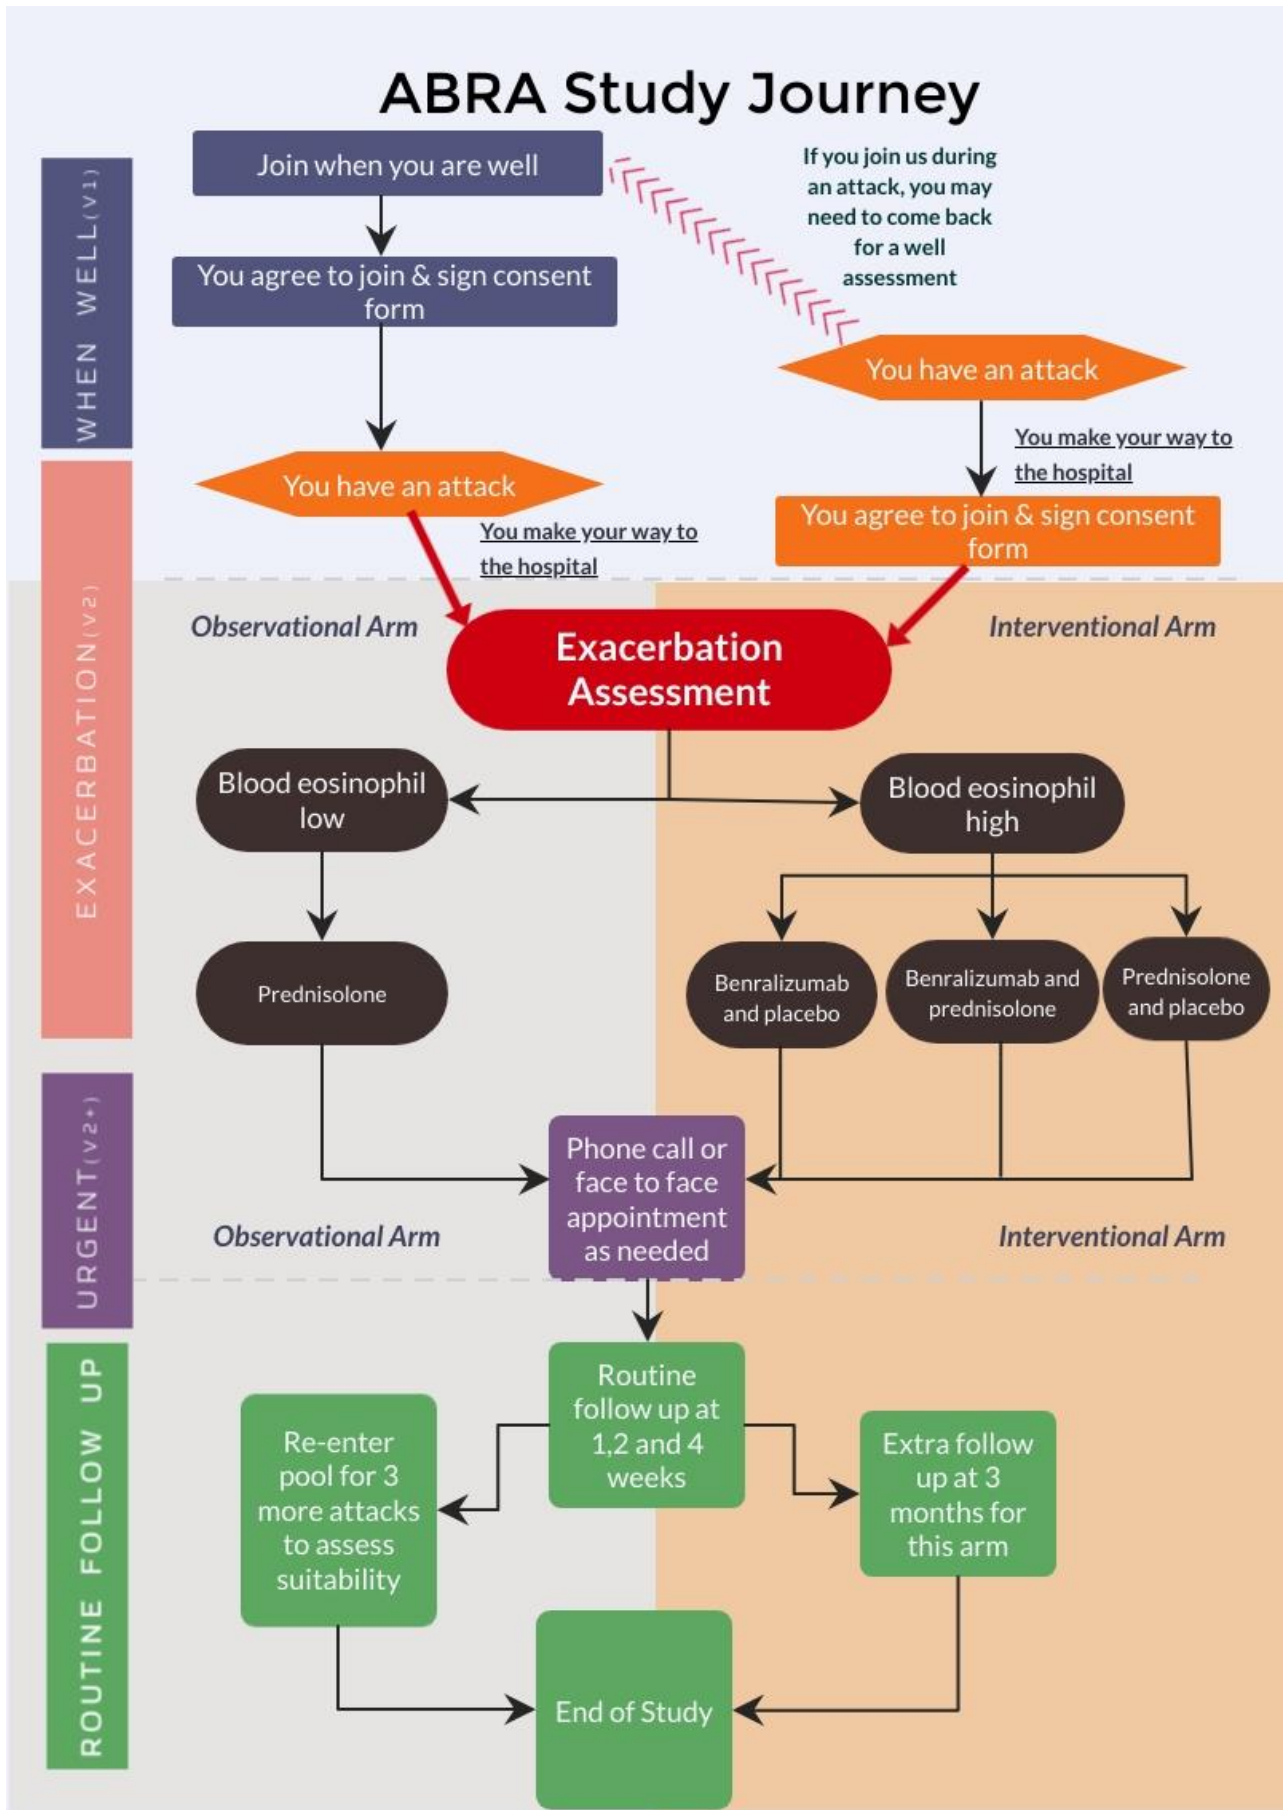 ABRA Study Journey
WHEN WELL(V1)
Join when you are well
If you join us during
an attack, you may
need to come back
for a well
assessment
You agree to join & sign consent
form
You have an attack
You make your way to
the hospital
You agree to join & sign consent
form
You have an attack
You make your way to
the hospital
EXACERBATION(V2)
Observational Arm
Interventional Arm
Exacerbation
Assessment
Blood eosinophil
low
Blood eosinophil
high
Prednisolone
Benralizumab
and placebo
Benralizumab and
prednisolone
Prednisolone
and placebo
URGENT(V2+)
Phone call or
face to face
appointment
as needed
Observational Arm
Interventional Arm
ROUTINE FOLLOW UP
Routine
follow up at
1,2 and 4
weeks
Re-enter
pool for 3
more attacks
to assess
suitability
Extra follow
up at 3
months for
this arm
End of Study